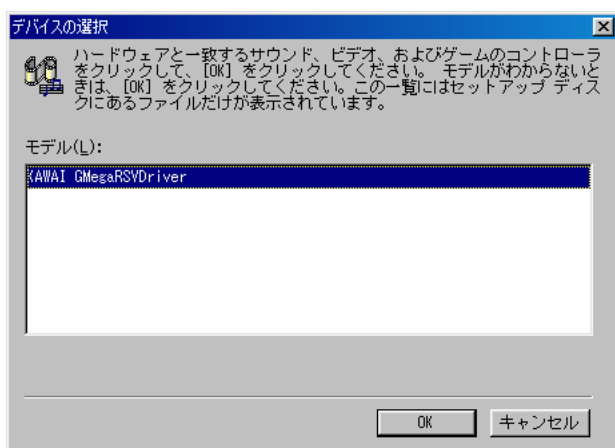 デバイスの選択
ハードウェアと一致するサウンド、ビデオ、およびゲームのコントローラ
をクリックして、[OK] をクリックしてください。 モデルがわからないと
きは、[OK] をクリックしてください。この一覧にはセットアップ ディス
クにあるファイルだけが表示されています。
モデル(L):
KAWAI GMegaRSVDriver
OK
キャンセル